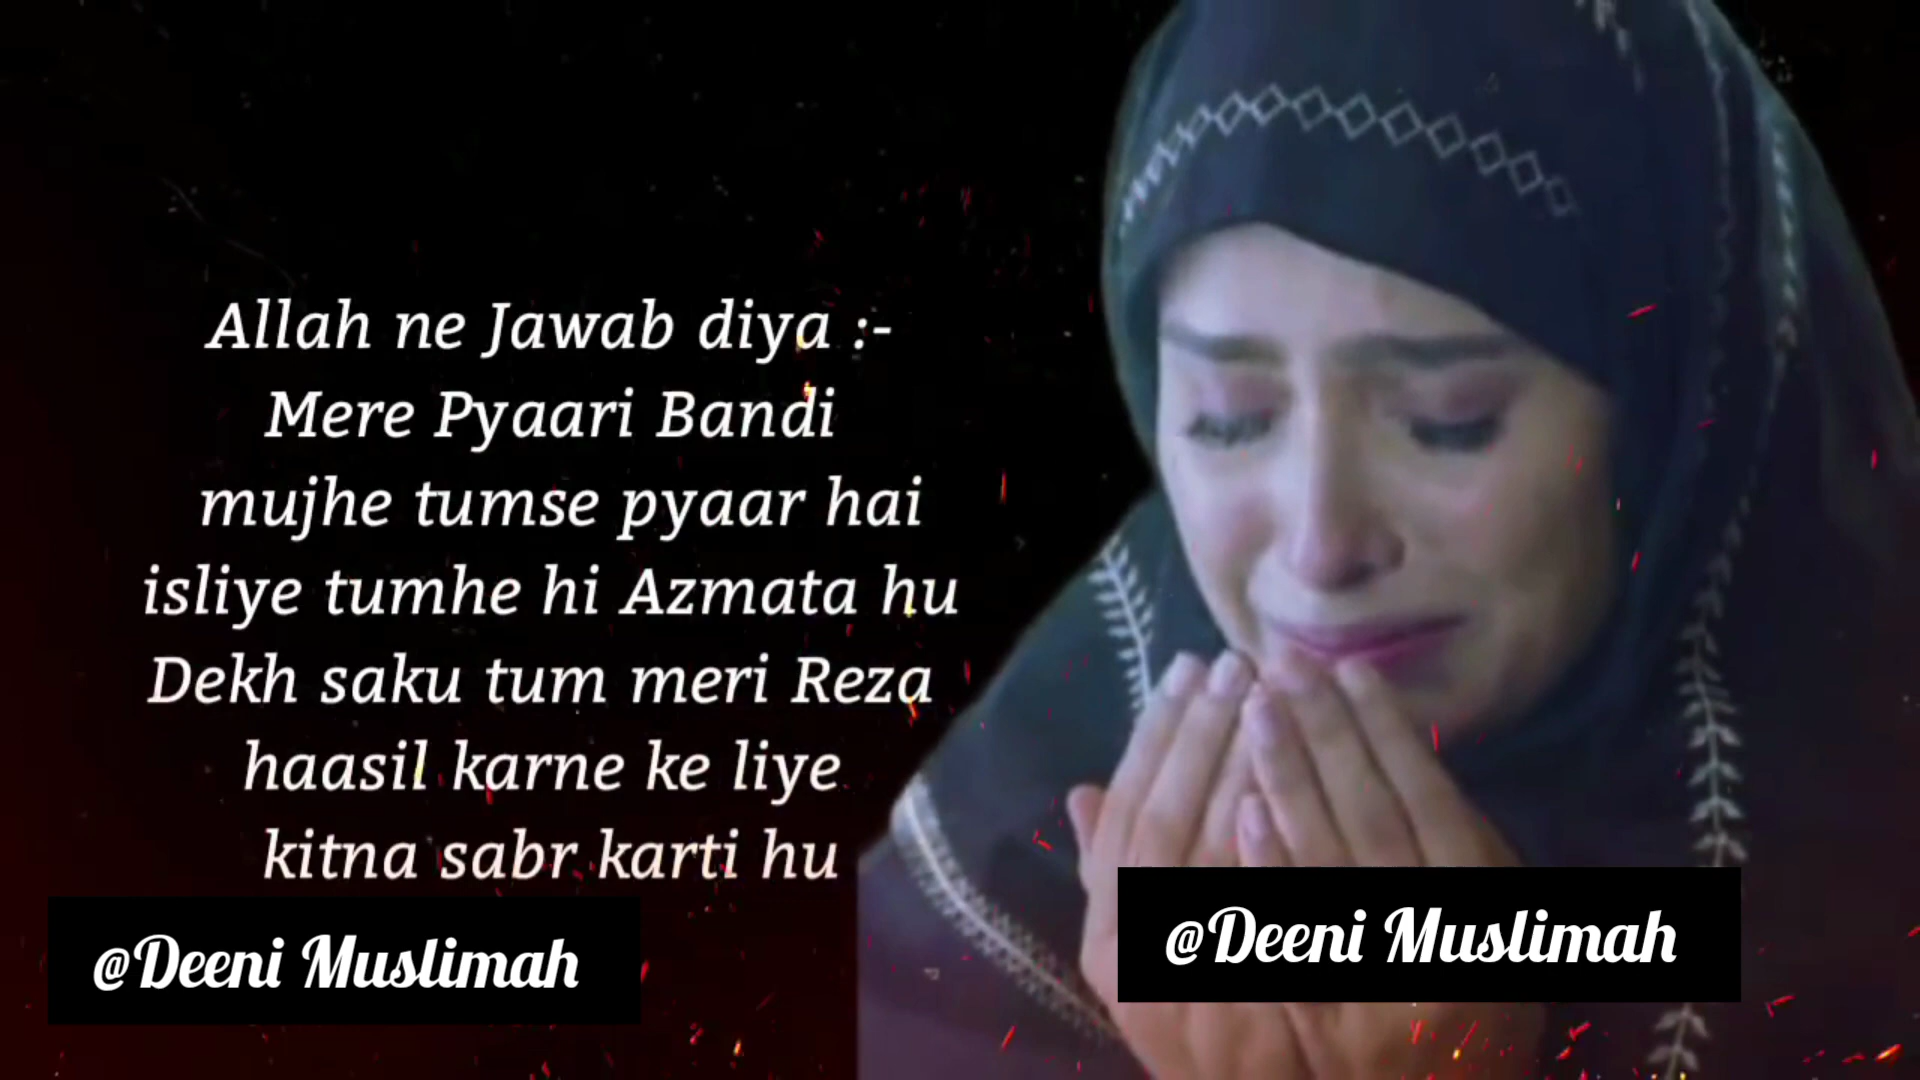 Allah ne Jawab diya :-
Mere Pyaari Bandi
mujhe tumse pyaar hai
isliye tumhe hi Azmata hu
Dekh saku tum meri Reza
haasil karne ke liye
kitna sabr karti hu
@Deeni Muslimah
@Deeni Muslimah